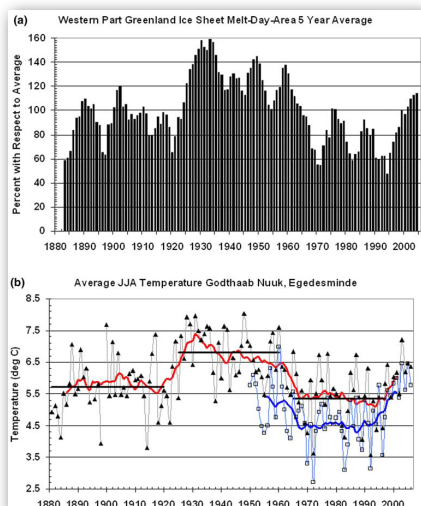 (a) Western Part Greenland Ice Sheet Melt-Day-Area 5 Year Average
Percent with Respect to Average
160
140
120
100
80
60
40
20
0
1880 1890 1900 1910 1920 1930 1940 1950 1960 1970 1980 1990 2000
(b) Average JJA Temperature Godthaab Nuuk, Egedesminde
Temperature (deg C)
8.5
7.5
6.5
5.5
4.5
3.5
2.5
1880 1890 1900 1910 1920 1930 1940 1950 1960 1970 1980 1990 2000